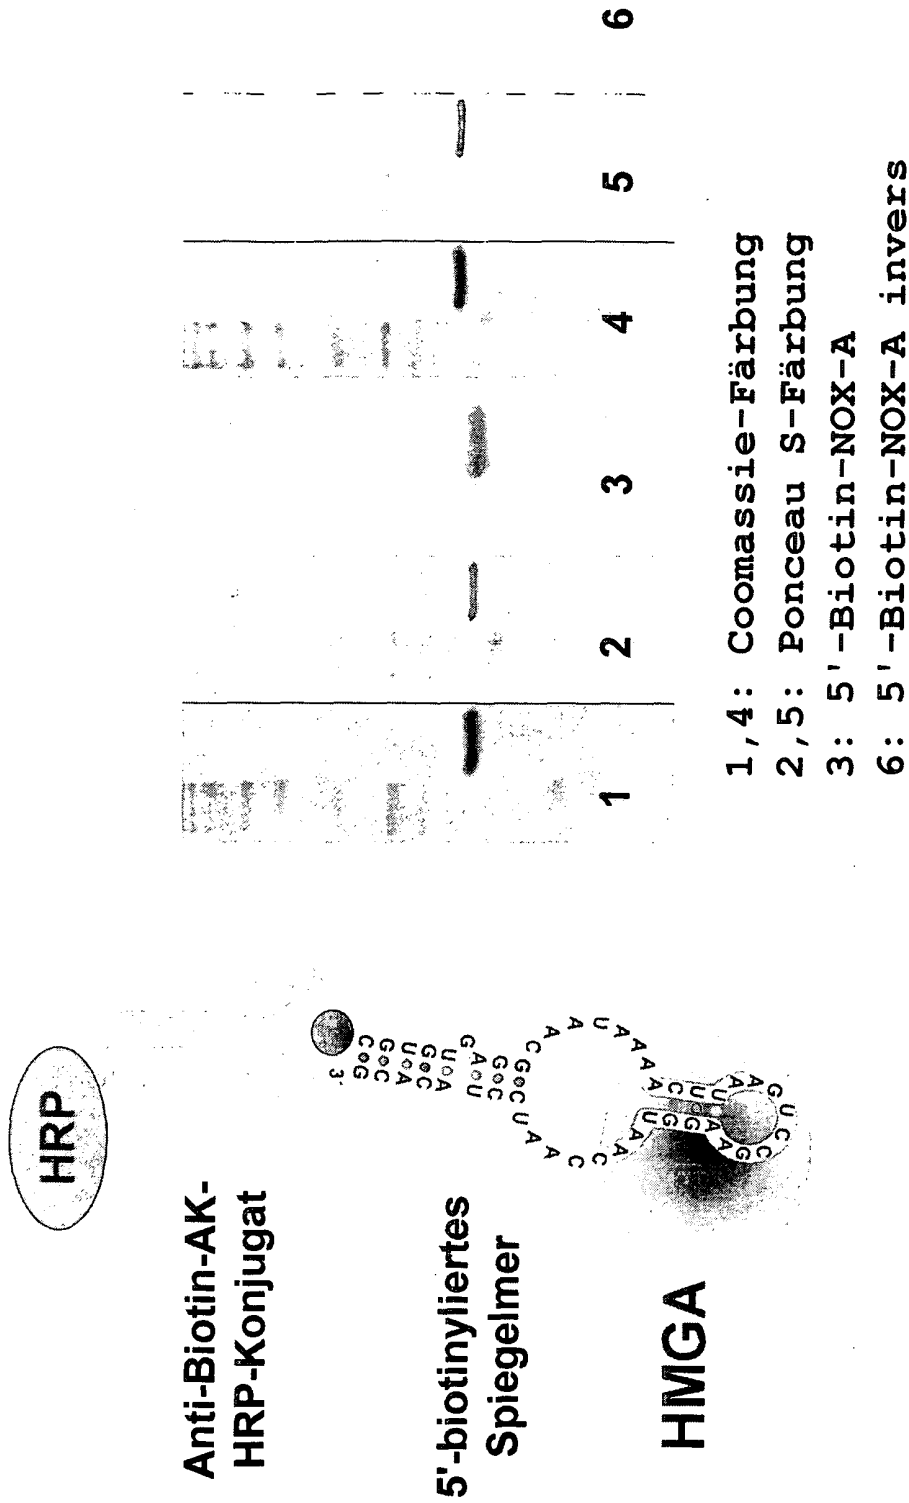 HRP
Anti-Biotin-AK-
HRP-Konjugat
5'-biotinyliertes
Spiegelmer
HMGA
3'
C G
G C
U A
G C
U A
G
A U
G C
G C
C A A U A A A A C U U A A G U C C
G A A G G U A A C C A A U
1
2
3
4
5
6
1,4: Coomassie-Färbung
2,5: Ponceau S-Färbung
3: 5'-Biotin-NOX-A
6: 5'-Biotin-NOX-A invers